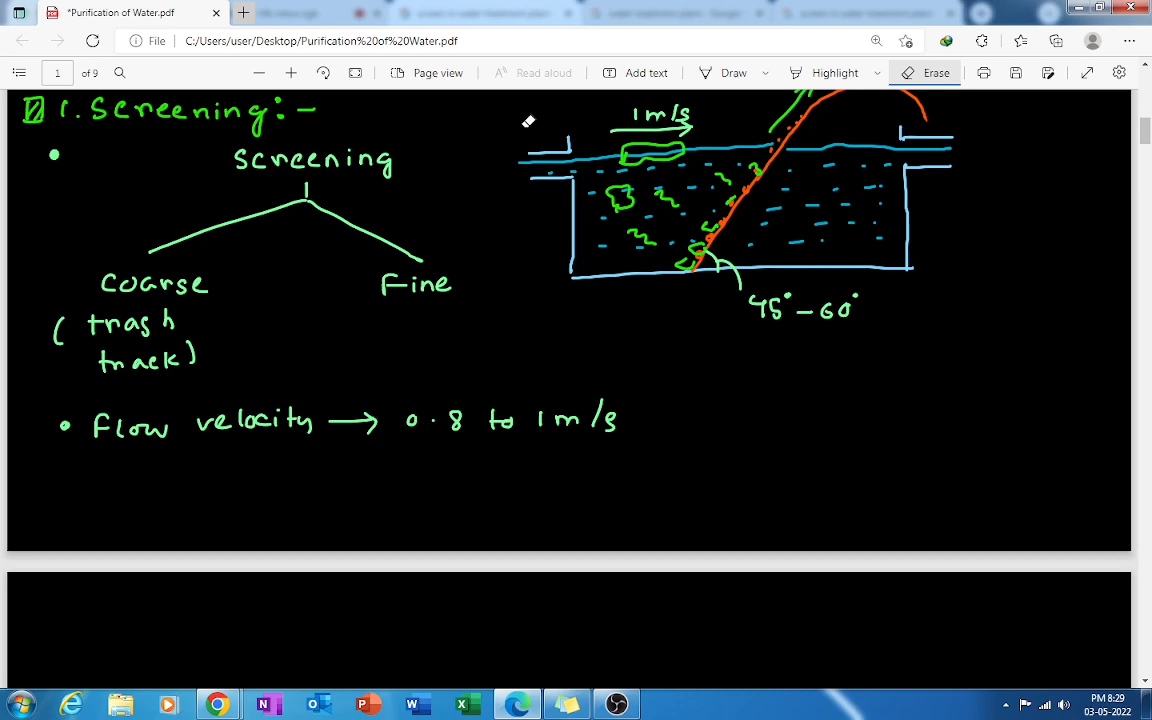 *Purification of Water.pdf
File
C:/Users/user/Desktop/Purification%20of%20Water.pdf
1
of 9
Page view
Read aloud
Add text
Draw
Highlight
Erase
1. Screening:-
1 m/s
Screening
Coarse
Fine
(trash
track)
45° - 60°
Flow velocity → 0.8 to 1 m/s
PM 8:29
03-05-2022